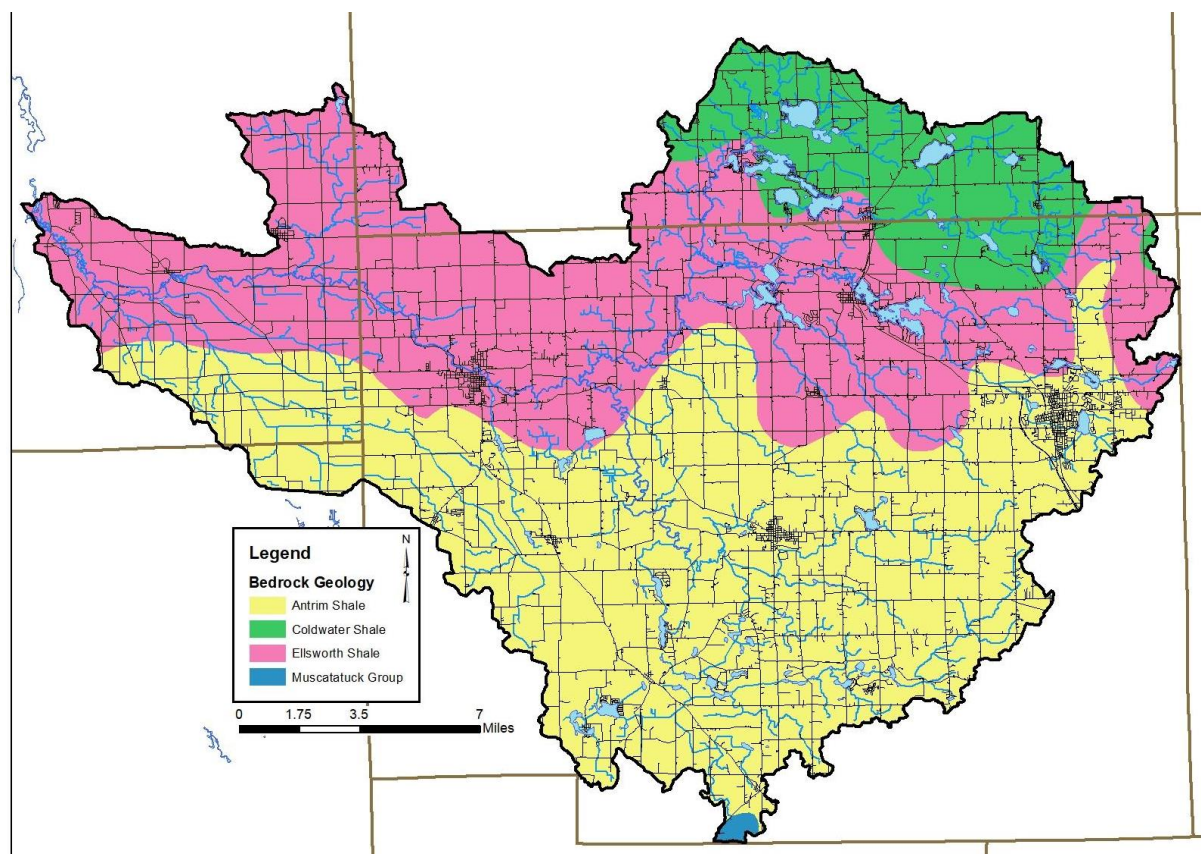 Legend
N
Bedrock Geology
Antrim Shale
Coldwater Shale
Ellsworth Shale
Muscatatuck Group
0 1.75 3.5 7
Miles